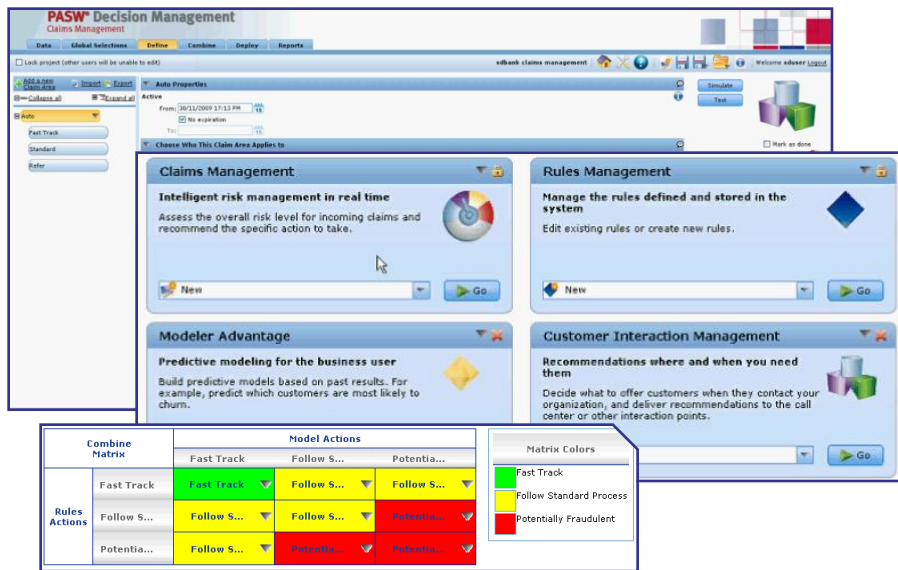 PASW® Decision Management
Claims Management
Data Global Selections Define Combine Deploy Reports
Lock project (other users will be unable to edit)
sdbank claims management
Welcome sduser Logout
Add a new Claim Area
Import
Export
Collapse all
Expand all
Auto
Fast Track
Standard
Refer
Auto Properties
Active
From: 30/11/2009 17:13 PM
No expiration
To:
Choose Who This Claim Area Applies to
Simulate
Test
Mark as done
Claims Management
Intelligent risk management in real time
Assess the overall risk level for incoming claims and
recommend the specific action to take.
New
Go
Rules Management
Manage the rules defined and stored in the
system
Edit existing rules or create new rules.
New
Go
Modeler Advantage
Predictive modeling for the business user
Build predictive models based on past results. For
example, predict which customers are most likely to
churn.
Customer Interaction Management
Recommendations where and when you need
them
Decide what to offer customers when they contact your
organization, and deliver recommendations to the call
center or other interaction points.
Go
Combine
Matrix
Model Actions
Fast Track Follow S... Potentia...
Rules
Actions
Fast Track Fast Track Follow S... Follow S...
Follow S... Follow S... Follow S... Potentia...
Potentia... Follow S... Potentia... Potentia...
Matrix Colors
Fast Track
Follow Standard Process
Potentially Fraudulent